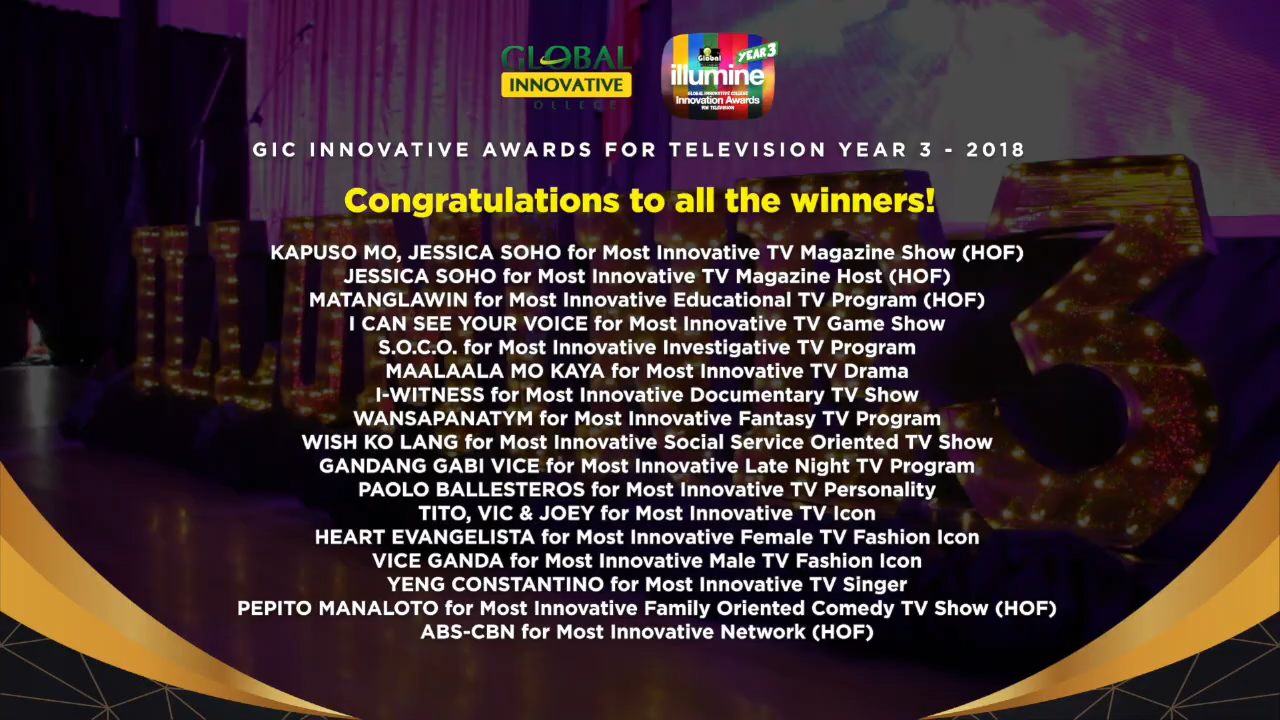 GLOBAL
INNOVATIVE
COLLEGE
Global
YEAR 3
illumine
GLOBAL INNOVATIVE COLLEGE
Innovation Awards
FOR TELEVISION
GIC INNOVATIVE AWARDS FOR TELEVISION YEAR 3 - 2018
Congratulations to all the winners!
KAPUSO MO, JESSICA SOHO for Most Innovative TV Magazine Show (HOF)
JESSICA SOHO for Most Innovative TV Magazine Host (HOF)
MATANGLAWIN for Most Innovative Educational TV Program (HOF)
I CAN SEE YOUR VOICE for Most Innovative TV Game Show
S.O.C.O. for Most Innovative Investigative TV Program
MAALAALA MO KAYA for Most Innovative TV Drama
I-WITNESS for Most Innovative Documentary TV Show
WANSAPANATYM for Most Innovative Fantasy TV Program
WISH KO LANG for Most Innovative Social Service Oriented TV Show
GANDANG GABI VICE for Most Innovative Late Night TV Program
PAOLO BALLESTEROS for Most Innovative TV Personality
TITO, VIC & JOEY for Most Innovative TV Icon
HEART EVANGELISTA for Most Innovative Female TV Fashion Icon
VICE GANDA for Most Innovative Male TV Fashion Icon
YENG CONSTANTINO for Most Innovative TV Singer
PEPITO MANALOTO for Most Innovative Family Oriented Comedy TV Show (HOF)
ABS-CBN for Most Innovative Network (HOF)